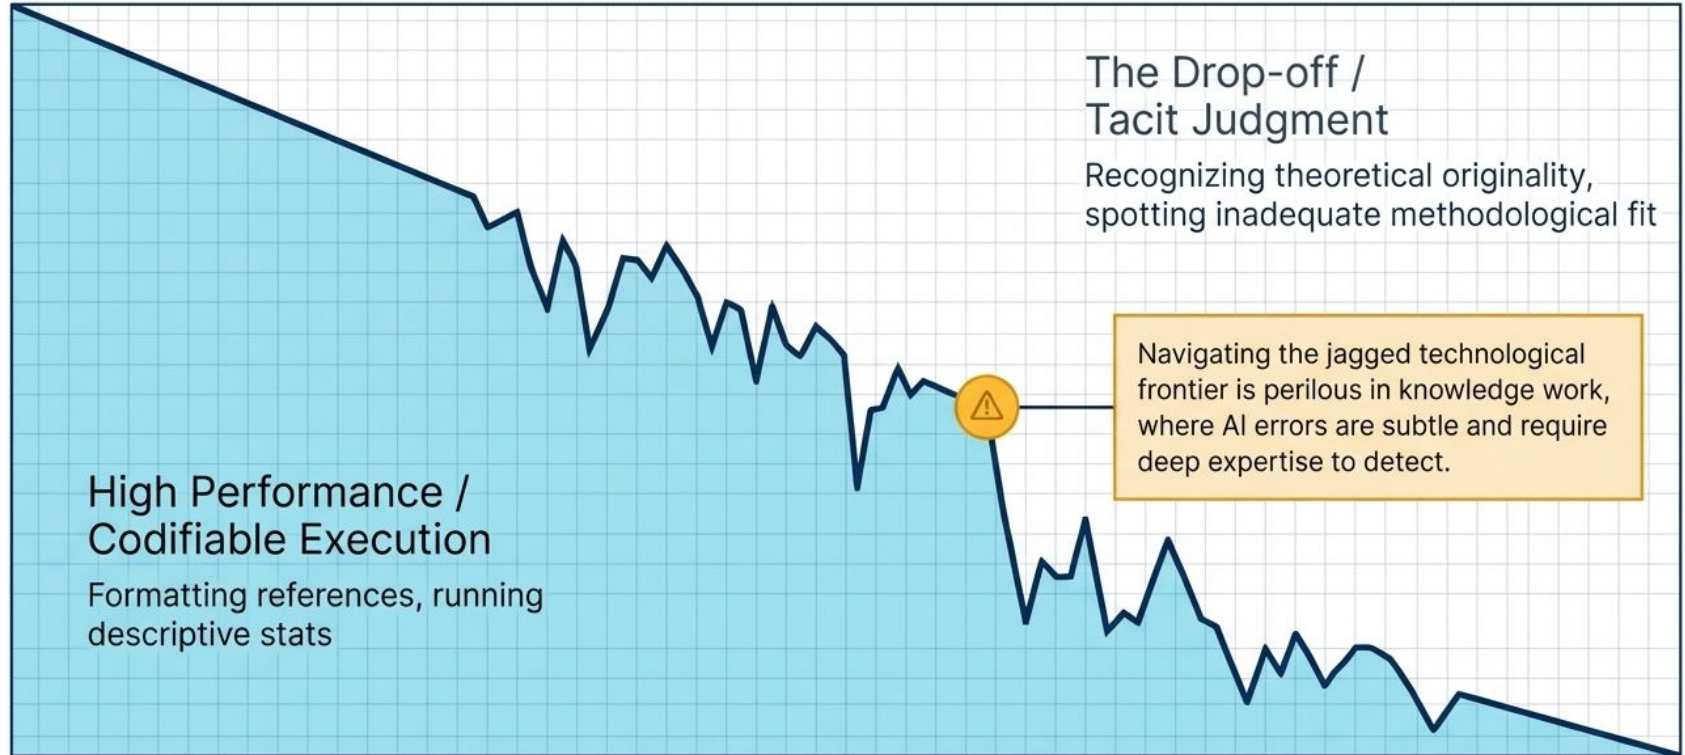 The Drop-off /
Tacit Judgment
Recognizing theoretical originality,
spotting inadequate methodological fit
Navigating the jagged technological
frontier is perilous in knowledge work,
where AI errors are subtle and require
deep expertise to detect.
High Performance /
Codifiable Execution
Formatting references, running
descriptive stats